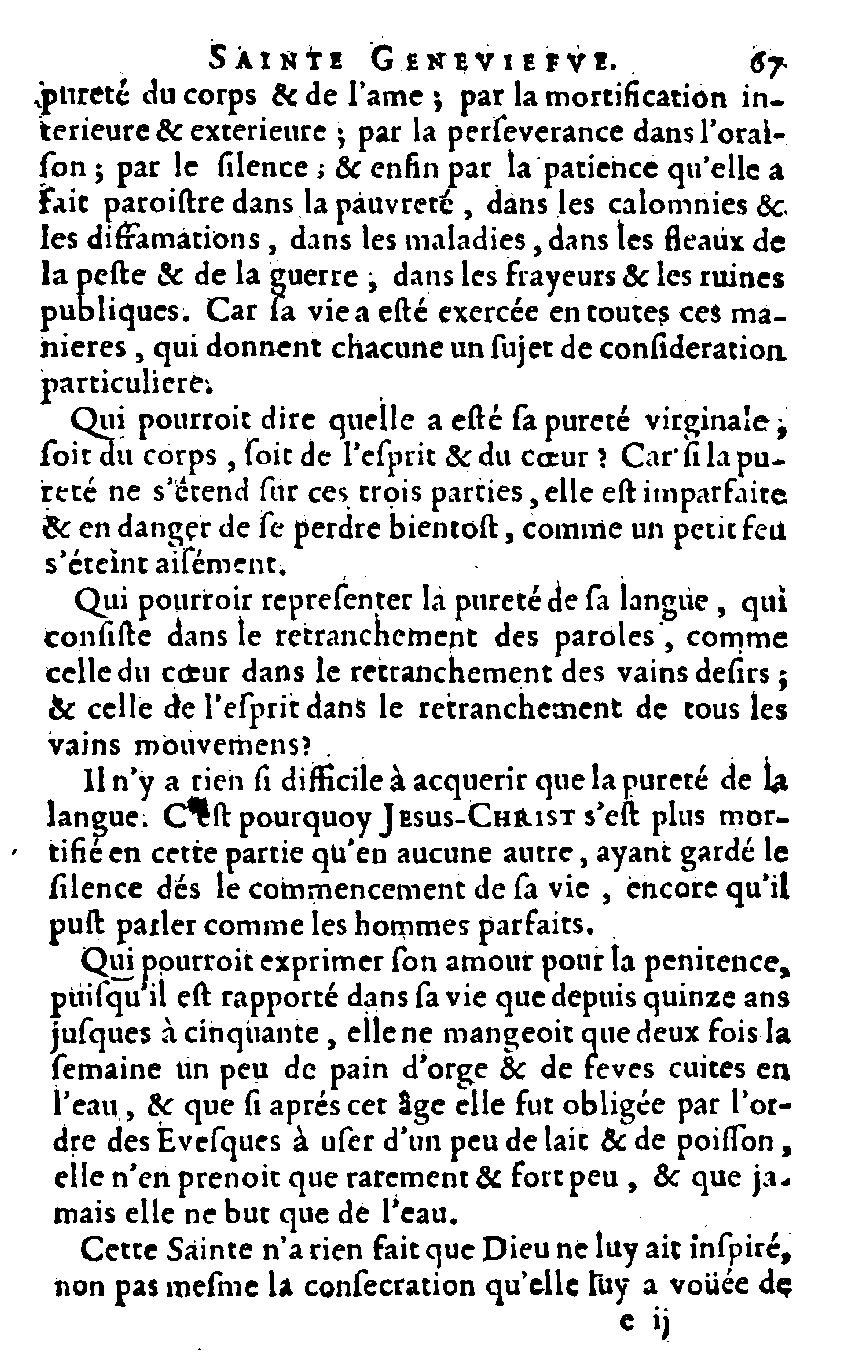 SAINTE GENEVIEFVE. 67
pureté du corps & de l'ame ; par la mortification in-
terieure & exterieure ; par la perſeverance dans l'orai-
ſon ; par le ſilence ; & enfin par la patience qu'elle a
fait paroiſtre dans la pauvreté , dans les calomnies &
les diffamations , dans les maladies , dans les fleaux de
la peſte & de la guerre ; dans les frayeurs & les ruines
publiques. Car ſa vie a eſté exercée en toutes ces ma-
nieres , qui donnent chacune un ſujet de conſideration
particuliere.
Qui pourroit dire quelle a eſté ſa pureté virginale ;
ſoit du corps , ſoit de l'eſprit & du cœur ? Car ſi la pu-
reté ne s'étend ſur ces trois parties , elle eſt imparfaite
& en danger de ſe perdre bientoſt , comme un petit feu
s'éteint aiſément.
Qui pourroir repreſenter la pureté de ſa langue , qui
conſiſte dans le retranchement des paroles , comme
celle du cœur dans le retranchement des vains deſirs ;
& celle de l'eſprit dans le retranchement de tous les
vains mouvemens ?
Il n'y a rien ſi difficile à acquerir que la pureté de la
langue. C'eſt pourquoy JESUS-CHRIST s'eſt plus mor-
tifié en cette partie qu'en aucune autre , ayant gardé le
ſilence dés le commencement de ſa vie , encore qu'il
puſt parler comme les hommes parfaits.
Qui pourroit exprimer ſon amour pour la penitence,
puiſqu'il eſt rapporté dans ſa vie que depuis quinze ans
juſques à cinquante , elle ne mangeoit que deux fois la
ſemaine un peu de pain d'orge & de feves cuites en
l'eau , & que ſi aprés cet âge elle fut obligée par l'or-
dre des Eveſques à uſer d'un peu de lait & de poiſſon ,
elle n'en prenoit que rarement & fort peu , & que ja-
mais elle ne but que de l'eau.
Cette Sainte n'a rien fait que Dieu ne luy ait inſpiré,
non pas meſme la conſecration qu'elle luy a voüée de
e ij